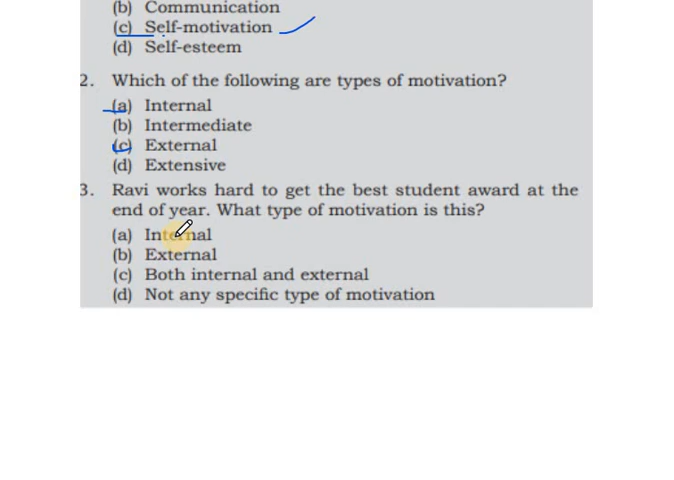 (b) Communication
(c) Self-motivation
(d) Self-esteem
2. Which of the following are types of motivation?
(a) Internal
(b) Intermediate
(c) External
(d) Extensive
3. Ravi works hard to get the best student award at the
end of year. What type of motivation is this?
(a) Internal
(b) External
(c) Both internal and external
(d) Not any specific type of motivation